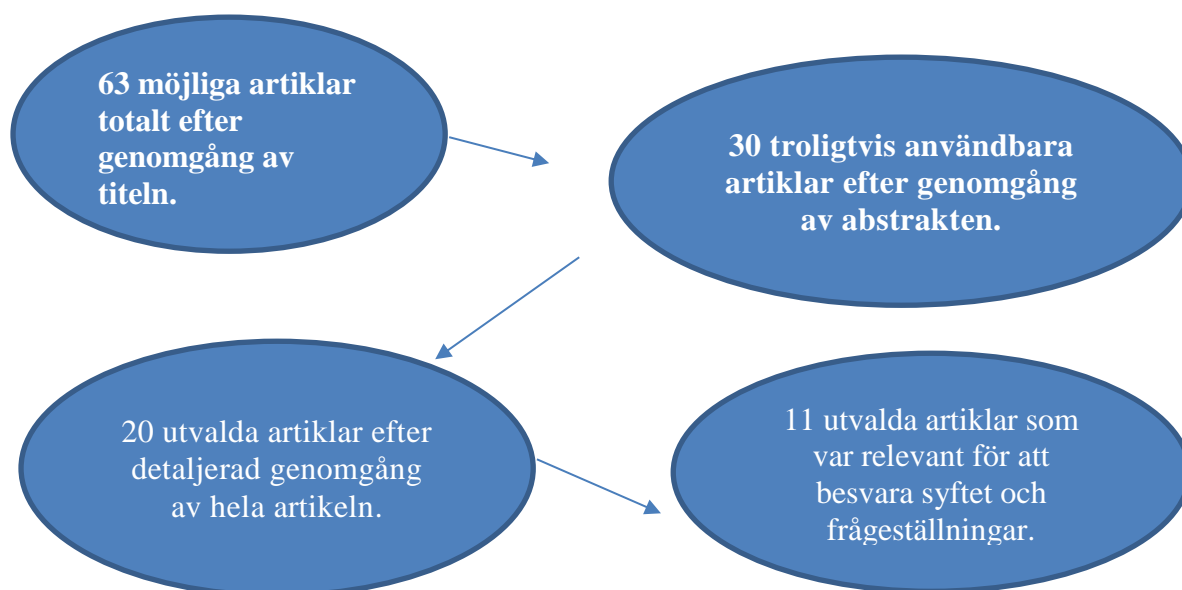 63 möjliga artiklar
totalt efter
genomgång av
titeln.
30 troligtvis användbara
artiklar efter genomgång
av abstrakten.
20 utvalda artiklar efter
detaljerad genomgång
av hela artikeln.
11 utvalda artiklar som
var relevant för att
besvara syftet och
frågeställningar.